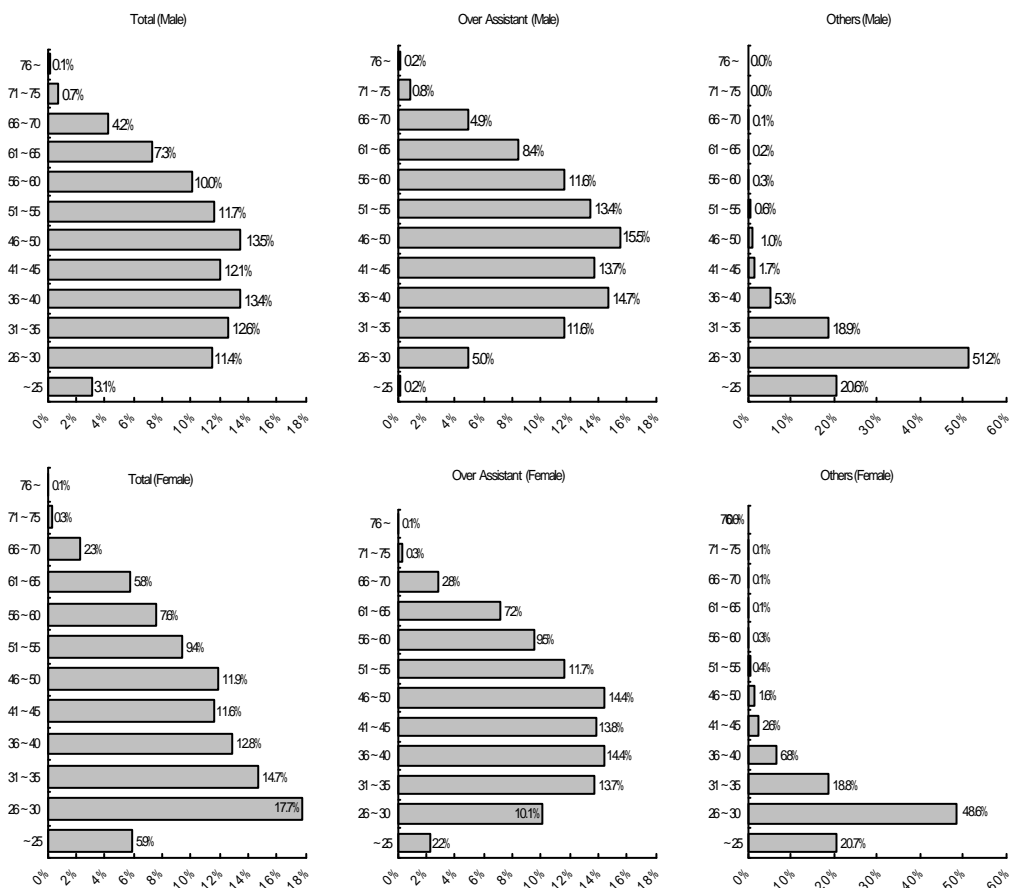 Total (Male)
76 ~ 0.1%
71 ~ 75 0.7%
66 ~ 70 4.2%
61 ~ 65 7.3%
56 ~ 60 10.0%
51 ~ 55 11.7%
46 ~ 50 13.5%
41 ~ 45 12.1%
36 ~ 40 13.4%
31 ~ 35 12.6%
26 ~ 30 11.4%
~ 25 3.1%
0% 2% 4% 6% 8% 10% 12% 14% 16% 18%
Over Assistant (Male)
76 ~ 0.2%
71 ~ 75 0.8%
66 ~ 70 4.9%
61 ~ 65 8.4%
56 ~ 60 11.6%
51 ~ 55 13.4%
46 ~ 50 15.5%
41 ~ 45 13.7%
36 ~ 40 14.7%
31 ~ 35 11.6%
26 ~ 30 5.0%
~ 25 0.2%
0% 2% 4% 6% 8% 10% 12% 14% 16% 18%
Others (Male)
76 ~ 0.0%
71 ~ 75 0.0%
66 ~ 70 0.1%
61 ~ 65 0.2%
56 ~ 60 0.3%
51 ~ 55 0.6%
46 ~ 50 1.0%
41 ~ 45 1.7%
36 ~ 40 5.3%
31 ~ 35 18.9%
26 ~ 30 51.2%
~ 25 20.6%
0% 10% 20% 30% 40% 50% 60%
Total (Female)
76 ~ 0.1%
71 ~ 75 0.3%
66 ~ 70 2.3%
61 ~ 65 5.8%
56 ~ 60 7.6%
51 ~ 55 9.4%
46 ~ 50 11.9%
41 ~ 45 11.6%
36 ~ 40 12.8%
31 ~ 35 14.7%
26 ~ 30 17.7%
~ 25 5.9%
0% 2% 4% 6% 8% 10% 12% 14% 16% 18%
Over Assistant (Female)
76 ~ 0.1%
71 ~ 75 0.3%
66 ~ 70 2.8%
61 ~ 65 7.2%
56 ~ 60 9.5%
51 ~ 55 11.7%
46 ~ 50 14.4%
41 ~ 45 13.8%
36 ~ 40 14.4%
31 ~ 35 13.7%
26 ~ 30 10.1%
~ 25 2.2%
0% 2% 4% 6% 8% 10% 12% 14% 16% 18%
Others (Female)
71 ~ 75 0.1%
66 ~ 70 0.1%
61 ~ 65 0.1%
56 ~ 60 0.3%
51 ~ 55 0.4%
46 ~ 50 1.6%
41 ~ 45 2.6%
36 ~ 40 6.8%
31 ~ 35 18.8%
26 ~ 30 48.6%
~ 25 20.7%
0% 10% 20% 30% 40% 50% 60%